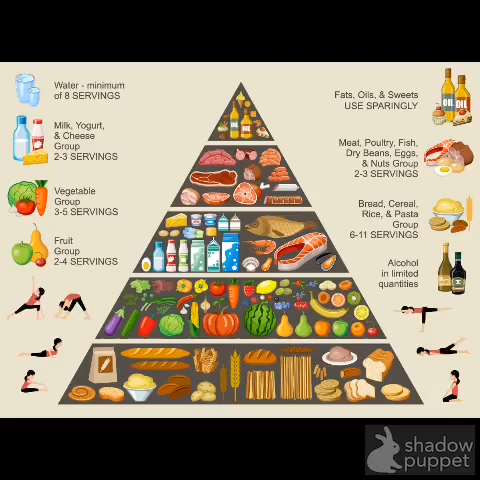 Water - minimum
of 8 SERVINGS
Milk, Yogurt,
& Cheese
Group
2-3 SERVINGS
Vegetable
Group
3-5 SERVINGS
Fruit
Group
2-4 SERVINGS
Fats, Oils, & Sweets
USE SPARINGLY
OIL
OIL
Meat, Poultry, Fish,
Dry Beans, Eggs,
& Nuts Group
2-3 SERVINGS
Bread, Cereal,
Rice, & Pasta
Group
6-11 SERVINGS
Alcohol
in limited
quantities
shadow
puppet